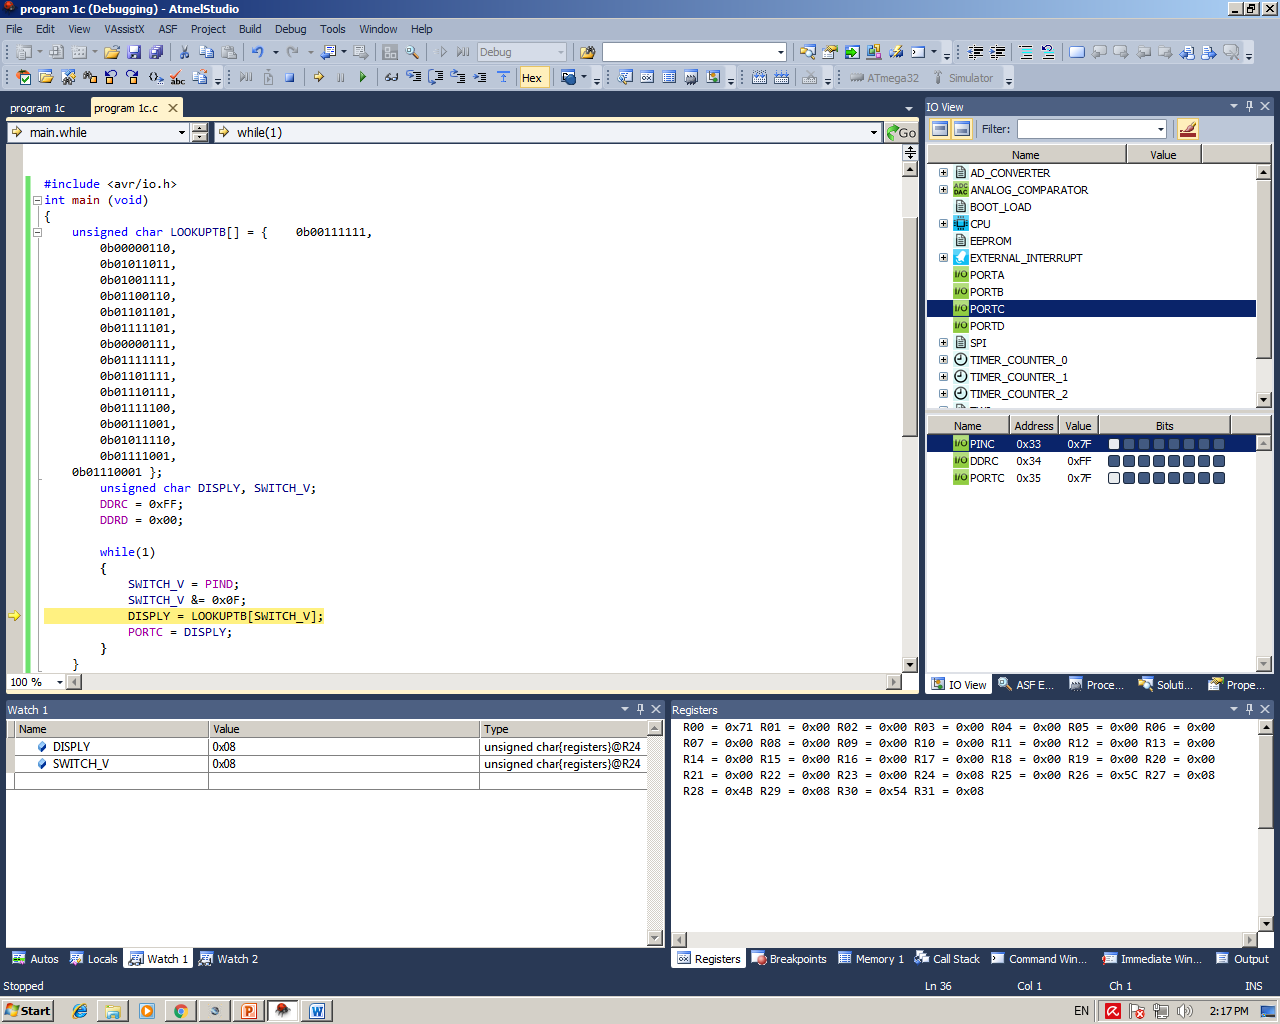 program 1c (Debugging) - AtmelStudio
File Edit View VAssistX ASF Project Build Debug Tools Window Help
Debug
Hex ATmega32 Simulator
program 1c program 1c.c
main.while while(1) Go
#include <avr/io.h>
int main (void)
{
unsigned char LOOKUPTB[] = { 0b00111111,
0b00000110,
0b01011011,
0b01001111,
0b01100110,
0b01101101,
0b01111101,
0b00000111,
0b01111111,
0b01101111,
0b01110111,
0b01111100,
0b00111001,
0b01011110,
0b01111001,
0b01110001 };
unsigned char DISPLY, SWITCH_V;
DDRC = 0xFF;
DDRD = 0x00;
while(1)
{
SWITCH_V = PIND;
SWITCH_V &= 0x0F;
DISPLY = LOOKUPTB[SWITCH_V];
PORTC = DISPLY;
}
}
100 %
IO View
Filter:
Name Value
AD_CONVERTER
ANALOG_COMPARATOR
BOOT_LOAD
CPU
EEPROM
EXTERNAL_INTERRUPT
I/O PORTA
I/O PORTB
I/O PORTC
I/O PORTD
SPI
TIMER_COUNTER_0
TIMER_COUNTER_1
TIMER_COUNTER_2
Name Address Value Bits
I/O PINC 0x33 0x7F
I/O DDRC 0x34 0xFF
I/O PORTC 0x35 0x7F
IO View ASF E... Proce... Soluti... Prope...
Watch 1
Name Value Type
DISPLY 0x08 unsigned char{registers}@R24
SWITCH_V 0x08 unsigned char{registers}@R24
Autos Locals Watch 1 Watch 2
Registers
R00 = 0x71 R01 = 0x00 R02 = 0x00 R03 = 0x00 R04 = 0x00 R05 = 0x00 R06 = 0x00
R07 = 0x00 R08 = 0x00 R09 = 0x00 R10 = 0x00 R11 = 0x00 R12 = 0x00 R13 = 0x00
R14 = 0x00 R15 = 0x00 R16 = 0x00 R17 = 0x00 R18 = 0x00 R19 = 0x00 R20 = 0x00
R21 = 0x00 R22 = 0x00 R23 = 0x00 R24 = 0x08 R25 = 0x00 R26 = 0x5C R27 = 0x08
R28 = 0x4B R29 = 0x08 R30 = 0x54 R31 = 0x08
Registers Breakpoints Memory 1 Call Stack Command Win... Immediate Win... Output
Stopped Ln 36 Col 1 Ch 1 INS
Start EN 2:17 PM